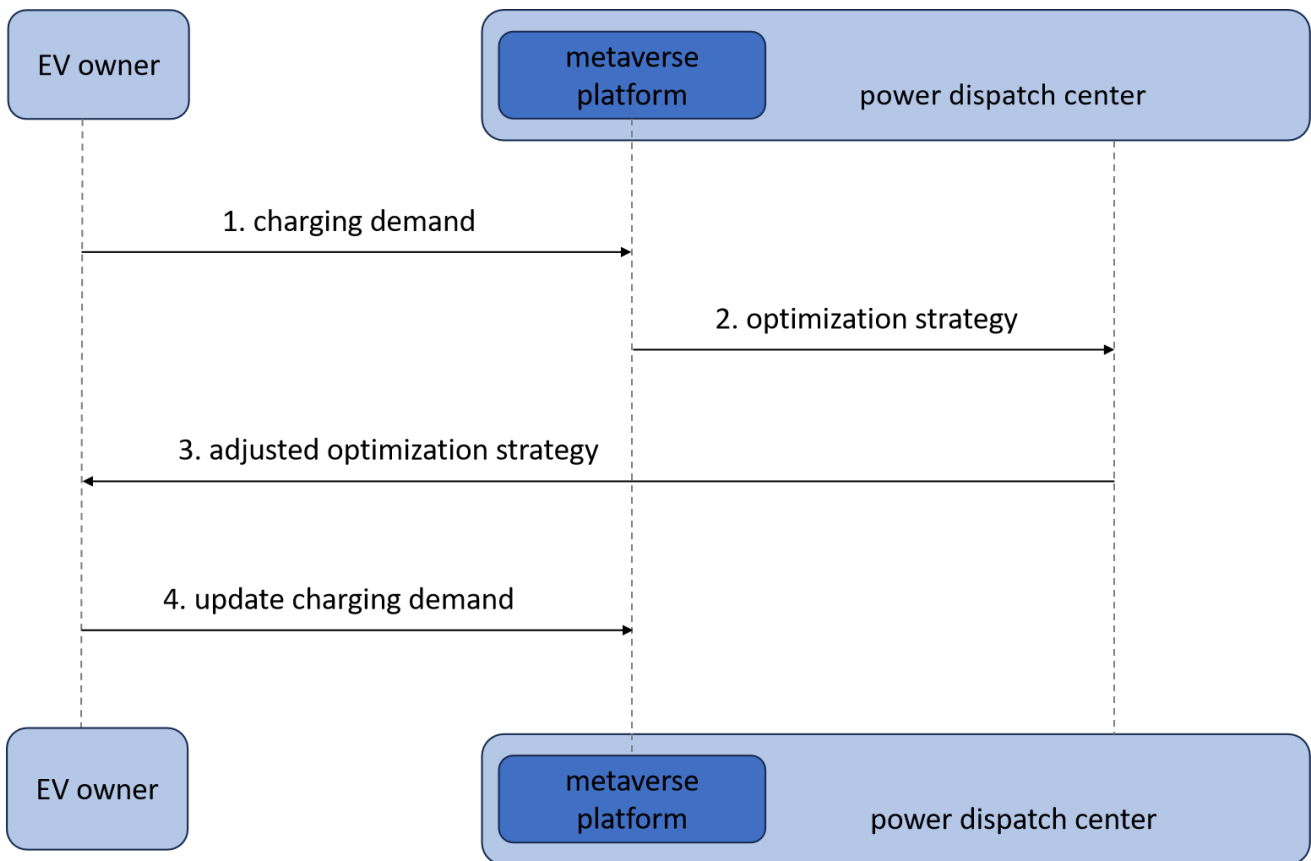 EV owner
metaverse
platform
power dispatch center
1. charging demand
2. optimization strategy
3. adjusted optimization strategy
4. update charging demand
EV owner
metaverse
platform
power dispatch center